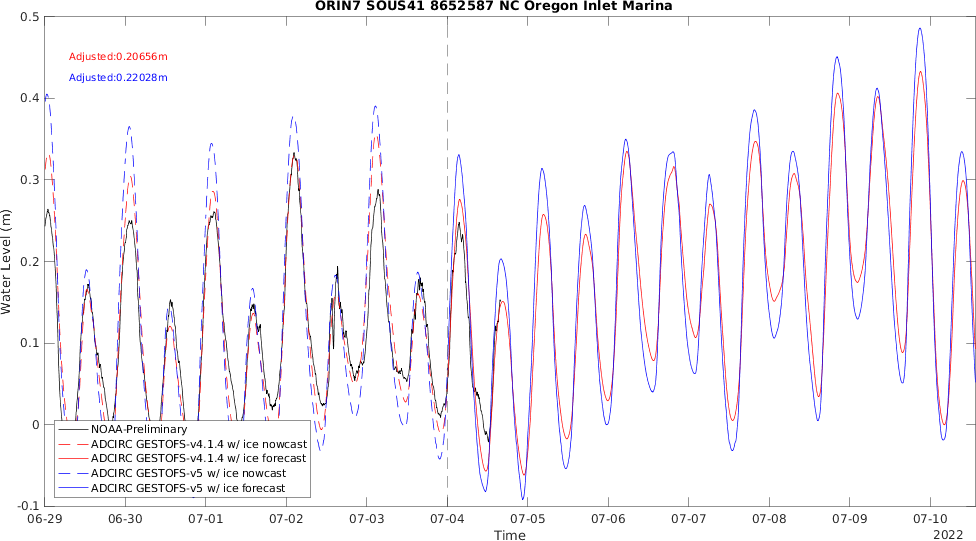 ORIN7 SOUS41 8652587 NC Oregon Inlet Marina
0.5
Adjusted:0.20656m
Adjusted:0.22028m
0.4
0.3
0.2
0.1
0
-0.1
Water Level (m)
NOAA-Preliminary
ADCIRC GESTOFS-v4.1.4 w/ ice nowcast
ADCIRC GESTOFS-v4.1.4 w/ ice forecast
ADCIRC GESTOFS-v5 w/ ice nowcast
ADCIRC GESTOFS-v5 w/ ice forecast
06-29 06-30 07-01 07-02 07-03 07-04 07-05 07-06 07-07 07-08 07-09 07-10
Time
2022